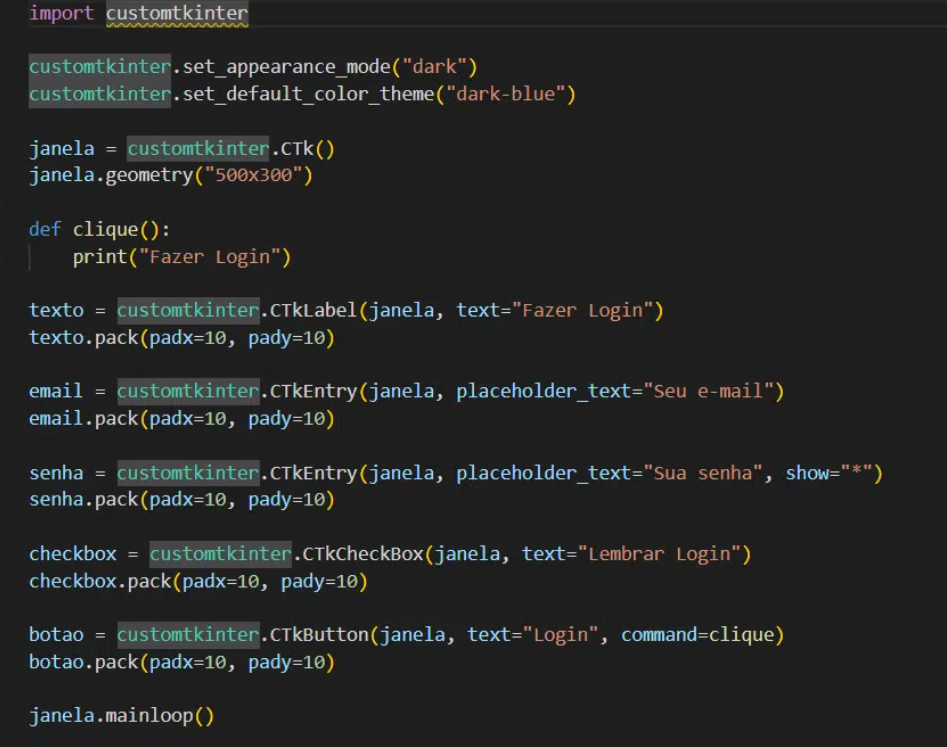 import customtkinter
customtkinter.set_appearance_mode("dark")
customtkinter.set_default_color_theme("dark-blue")
janela = customtkinter.CTk()
janela.geometry("500x300")
def clique():
    print("Fazer Login")
texto = customtkinter.CTkLabel(janela, text="Fazer Login")
texto.pack(padx=10, pady=10)
email = customtkinter.CTkEntry(janela, placeholder_text="Seu e-mail")
email.pack(padx=10, pady=10)
senha = customtkinter.CTkEntry(janela, placeholder_text="Sua senha", show="*")
senha.pack(padx=10, pady=10)
checkbox = customtkinter.CTkCheckBox(janela, text="Lembrar Login")
checkbox.pack(padx=10, pady=10)
botao = customtkinter.CTkButton(janela, text="Login", command=clique)
botao.pack(padx=10, pady=10)
janela.mainloop()